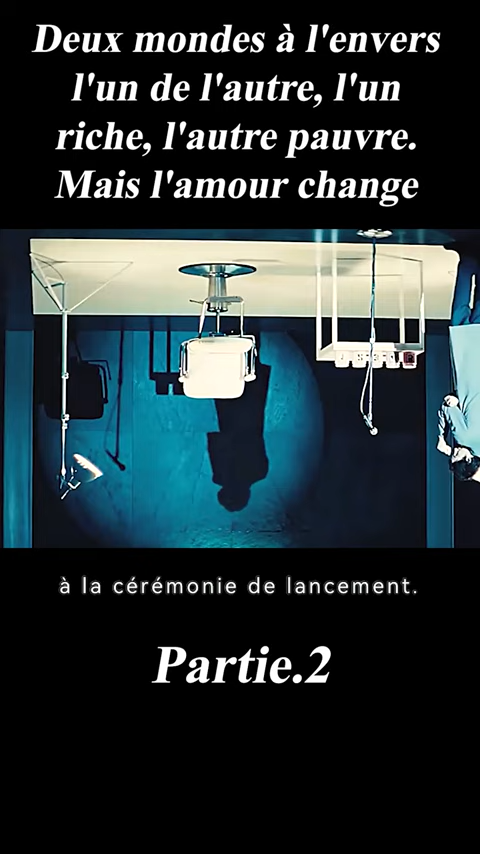 Deux mondes à l'envers
l'un de l'autre, l'un
riche, l'autre pauvre.
Mais l'amour change
à la cérémonie de lancement.
Partie.2